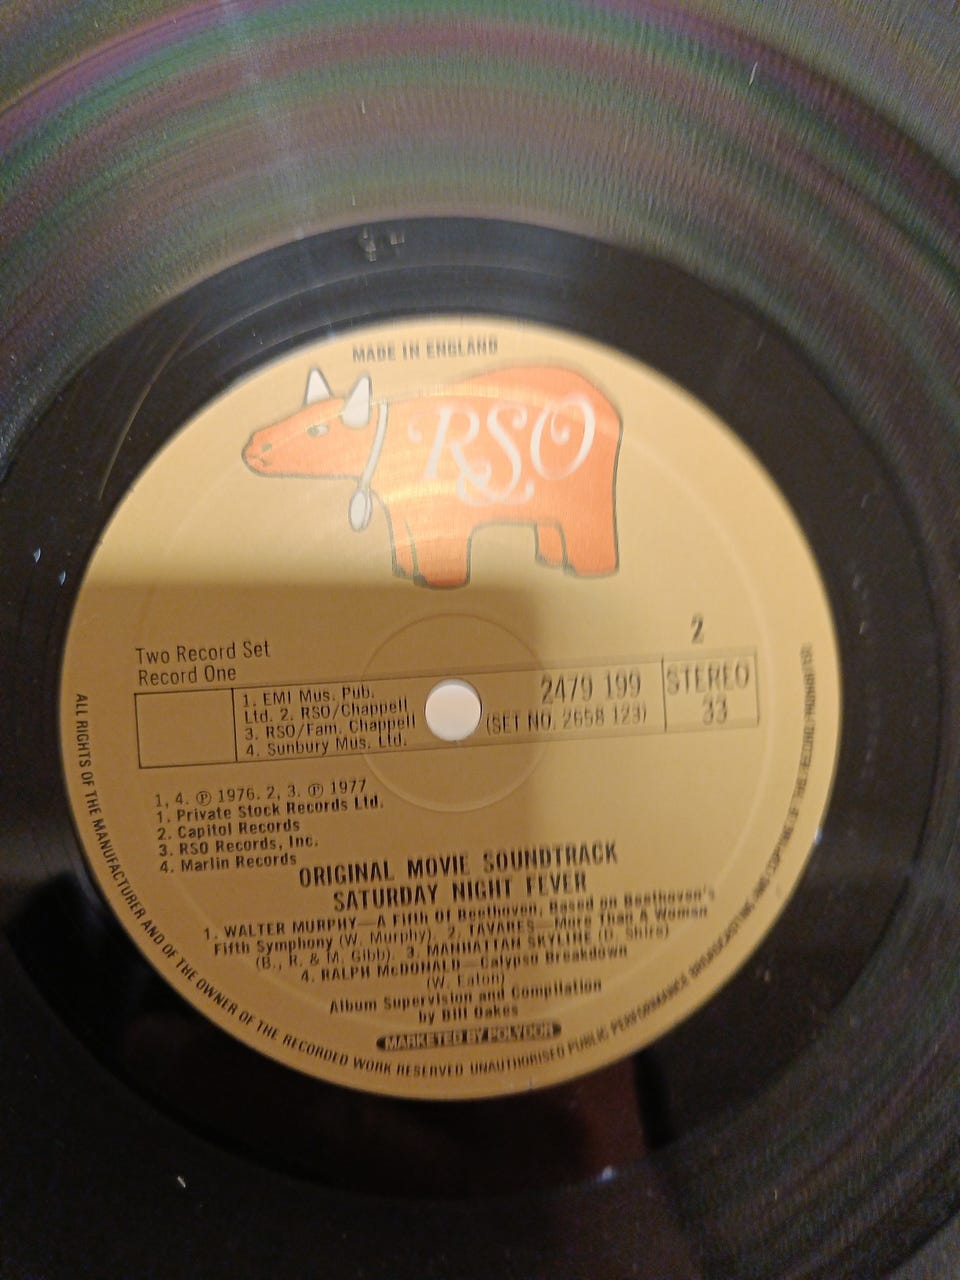 MADE IN ENGLAND
RSO
2
Two Record Set
Record One
1. EMI Mus. Pub.
Ltd. 2. RSO/Chappell
3. RSO/Fam. Chappell
4. Sunbury Mus. Ltd.
2479 199
(SET NO. 2658 123)
STEREO
33
1, 4. ℗ 1976. 2, 3. ℗ 1977
1. Private Stock Records Ltd.
2. Capitol Records
3. RSO Records, Inc.
4. Marlin Records
ORIGINAL MOVIE SOUNDTRACK
SATURDAY NIGHT FEVER
1. WALTER MURPHY—A Fifth Of Beethoven, Based on Beethoven's
Fifth Symphony (W. Murphy). 2. TAVARES—More Than A Woman
(B., R. & M. Gibb). 3. MANHATTAN SKYLINE (D. Shire)
4. RALPH McDONALD—Calypso Breakdown
(W. Eaton)
Album Supervision and Compilation
by Bill Oakes
MARKETED BY POLYDOR
ALL RIGHTS OF THE MANUFACTURER AND OF THE OWNER OF THE RECORDED WORK RESERVED UNAUTHORISED PUBLIC PERFORMANCE BROADCASTING AND COPYING OF THIS RECORD PROHIBITED